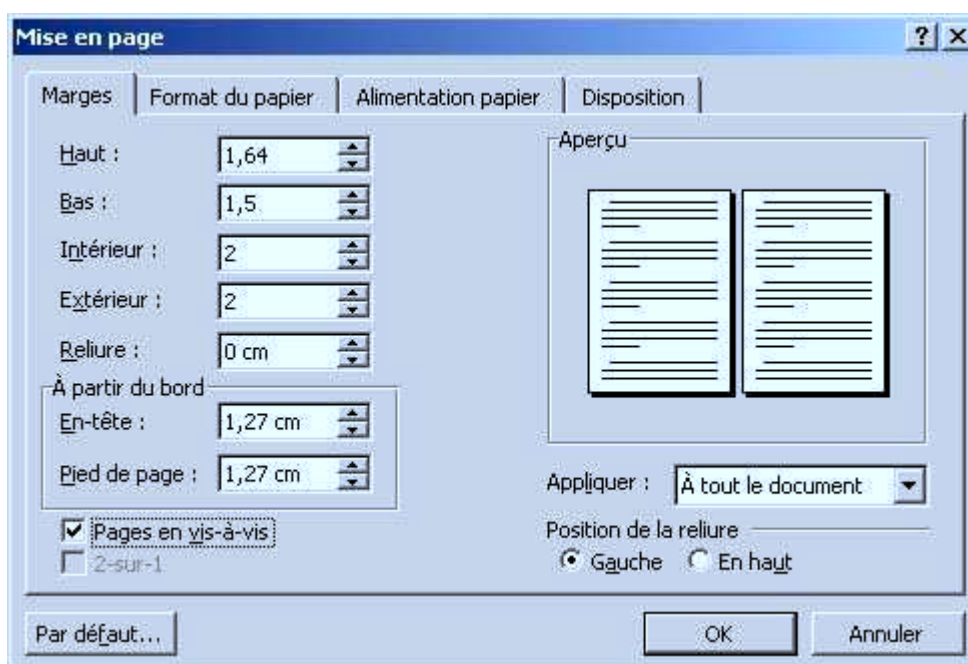 Mise en page
Marges Format du papier Alimentation papier Disposition
Haut : 1,64
Bas : 1,5
Intérieur : 2
Extérieur : 2
Reliure : 0 cm
À partir du bord
En-tête : 1,27 cm
Pied de page : 1,27 cm
Pages en vis-à-vis
2-sur-1
Aperçu
Appliquer : À tout le document
Position de la reliure
Gauche En haut
Par défaut... OK Annuler